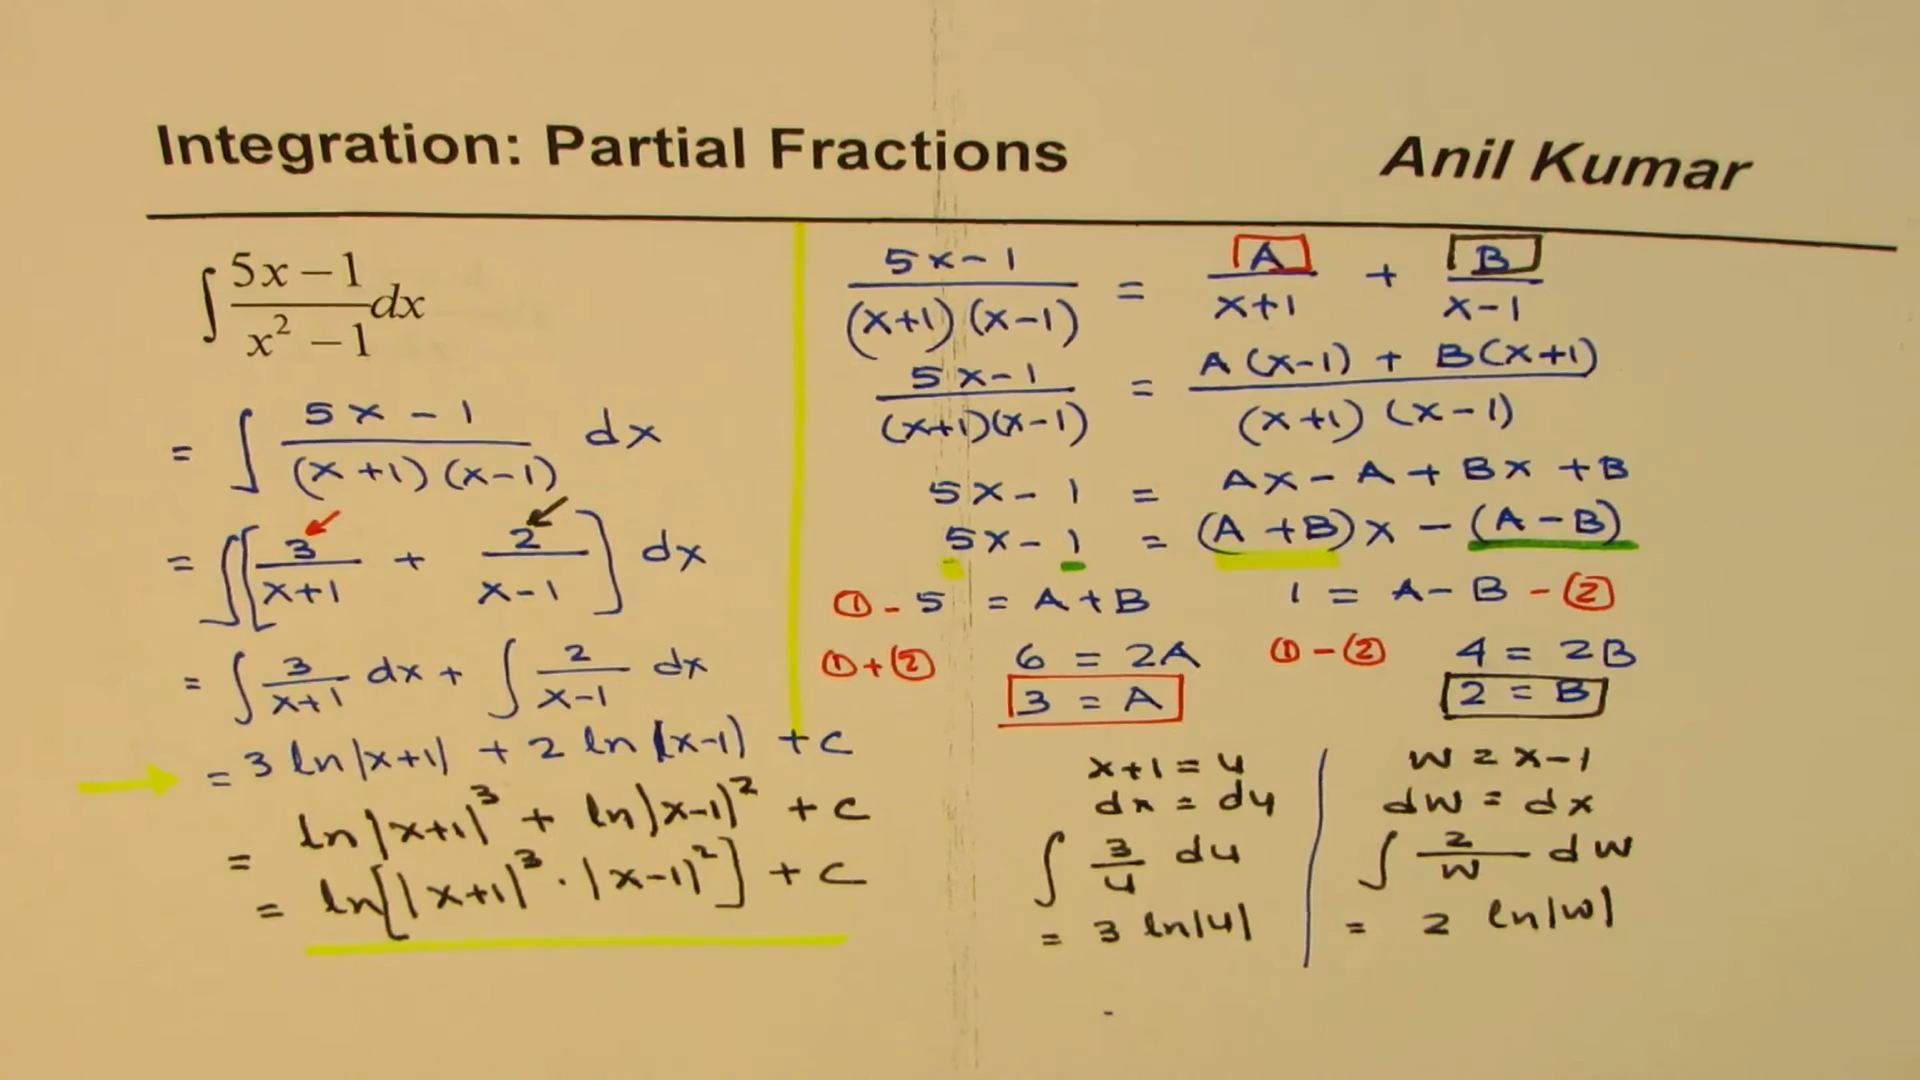 Integration: Partial Fractions
Anil Kumar
∫ (5x − 1)/(x² − 1) dx
= ∫ (5x − 1)/((x+1)(x−1)) dx
= ∫[3/(x+1) + 2/(x−1)] dx
= ∫ 3/(x+1) dx + ∫ 2/(x−1) dx
= 3 ln|x+1| + 2 ln|x−1| + C
= ln|x+1|³ + ln|x−1|² + C
= ln[|x+1|³ · |x−1|²] + C
(5x − 1)/((x+1)(x−1)) = A/(x+1) + B/(x−1)
(5x − 1)/((x+1)(x−1)) = (A(x−1) + B(x+1))/((x+1)(x−1))
5x − 1 = Ax − A + Bx + B
5x − 1 = (A + B)x − (A − B)
① − 5 = A + B 1 = A − B − ②
① + ② 6 = 2A ① − ② 4 = 2B
3 = A 2 = B
x+1 = u
dx = du
∫ 3/u du
= 3 ln|u|
w = x−1
dw = dx
∫ 2/w dw
= 2 ln|w|